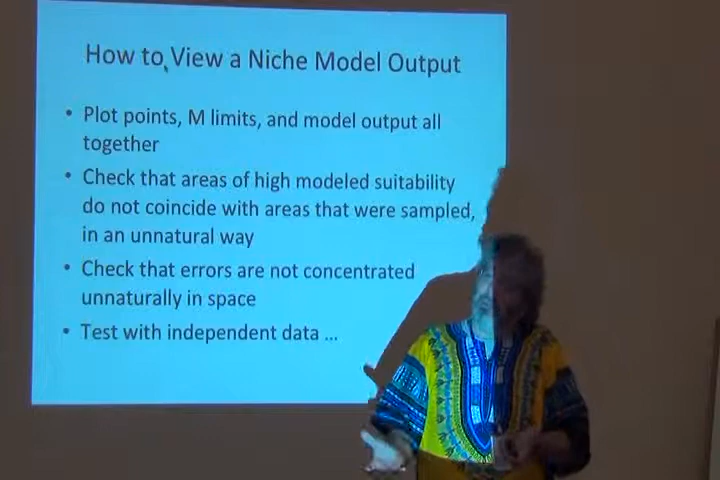 How to View a Niche Model Output
• Plot points, M limits, and model output all
together
• Check that areas of high modeled suitability
do not coincide with areas that were sampled,
in an unnatural way
• Check that errors are not concentrated
unnaturally in space
• Test with independent data ...